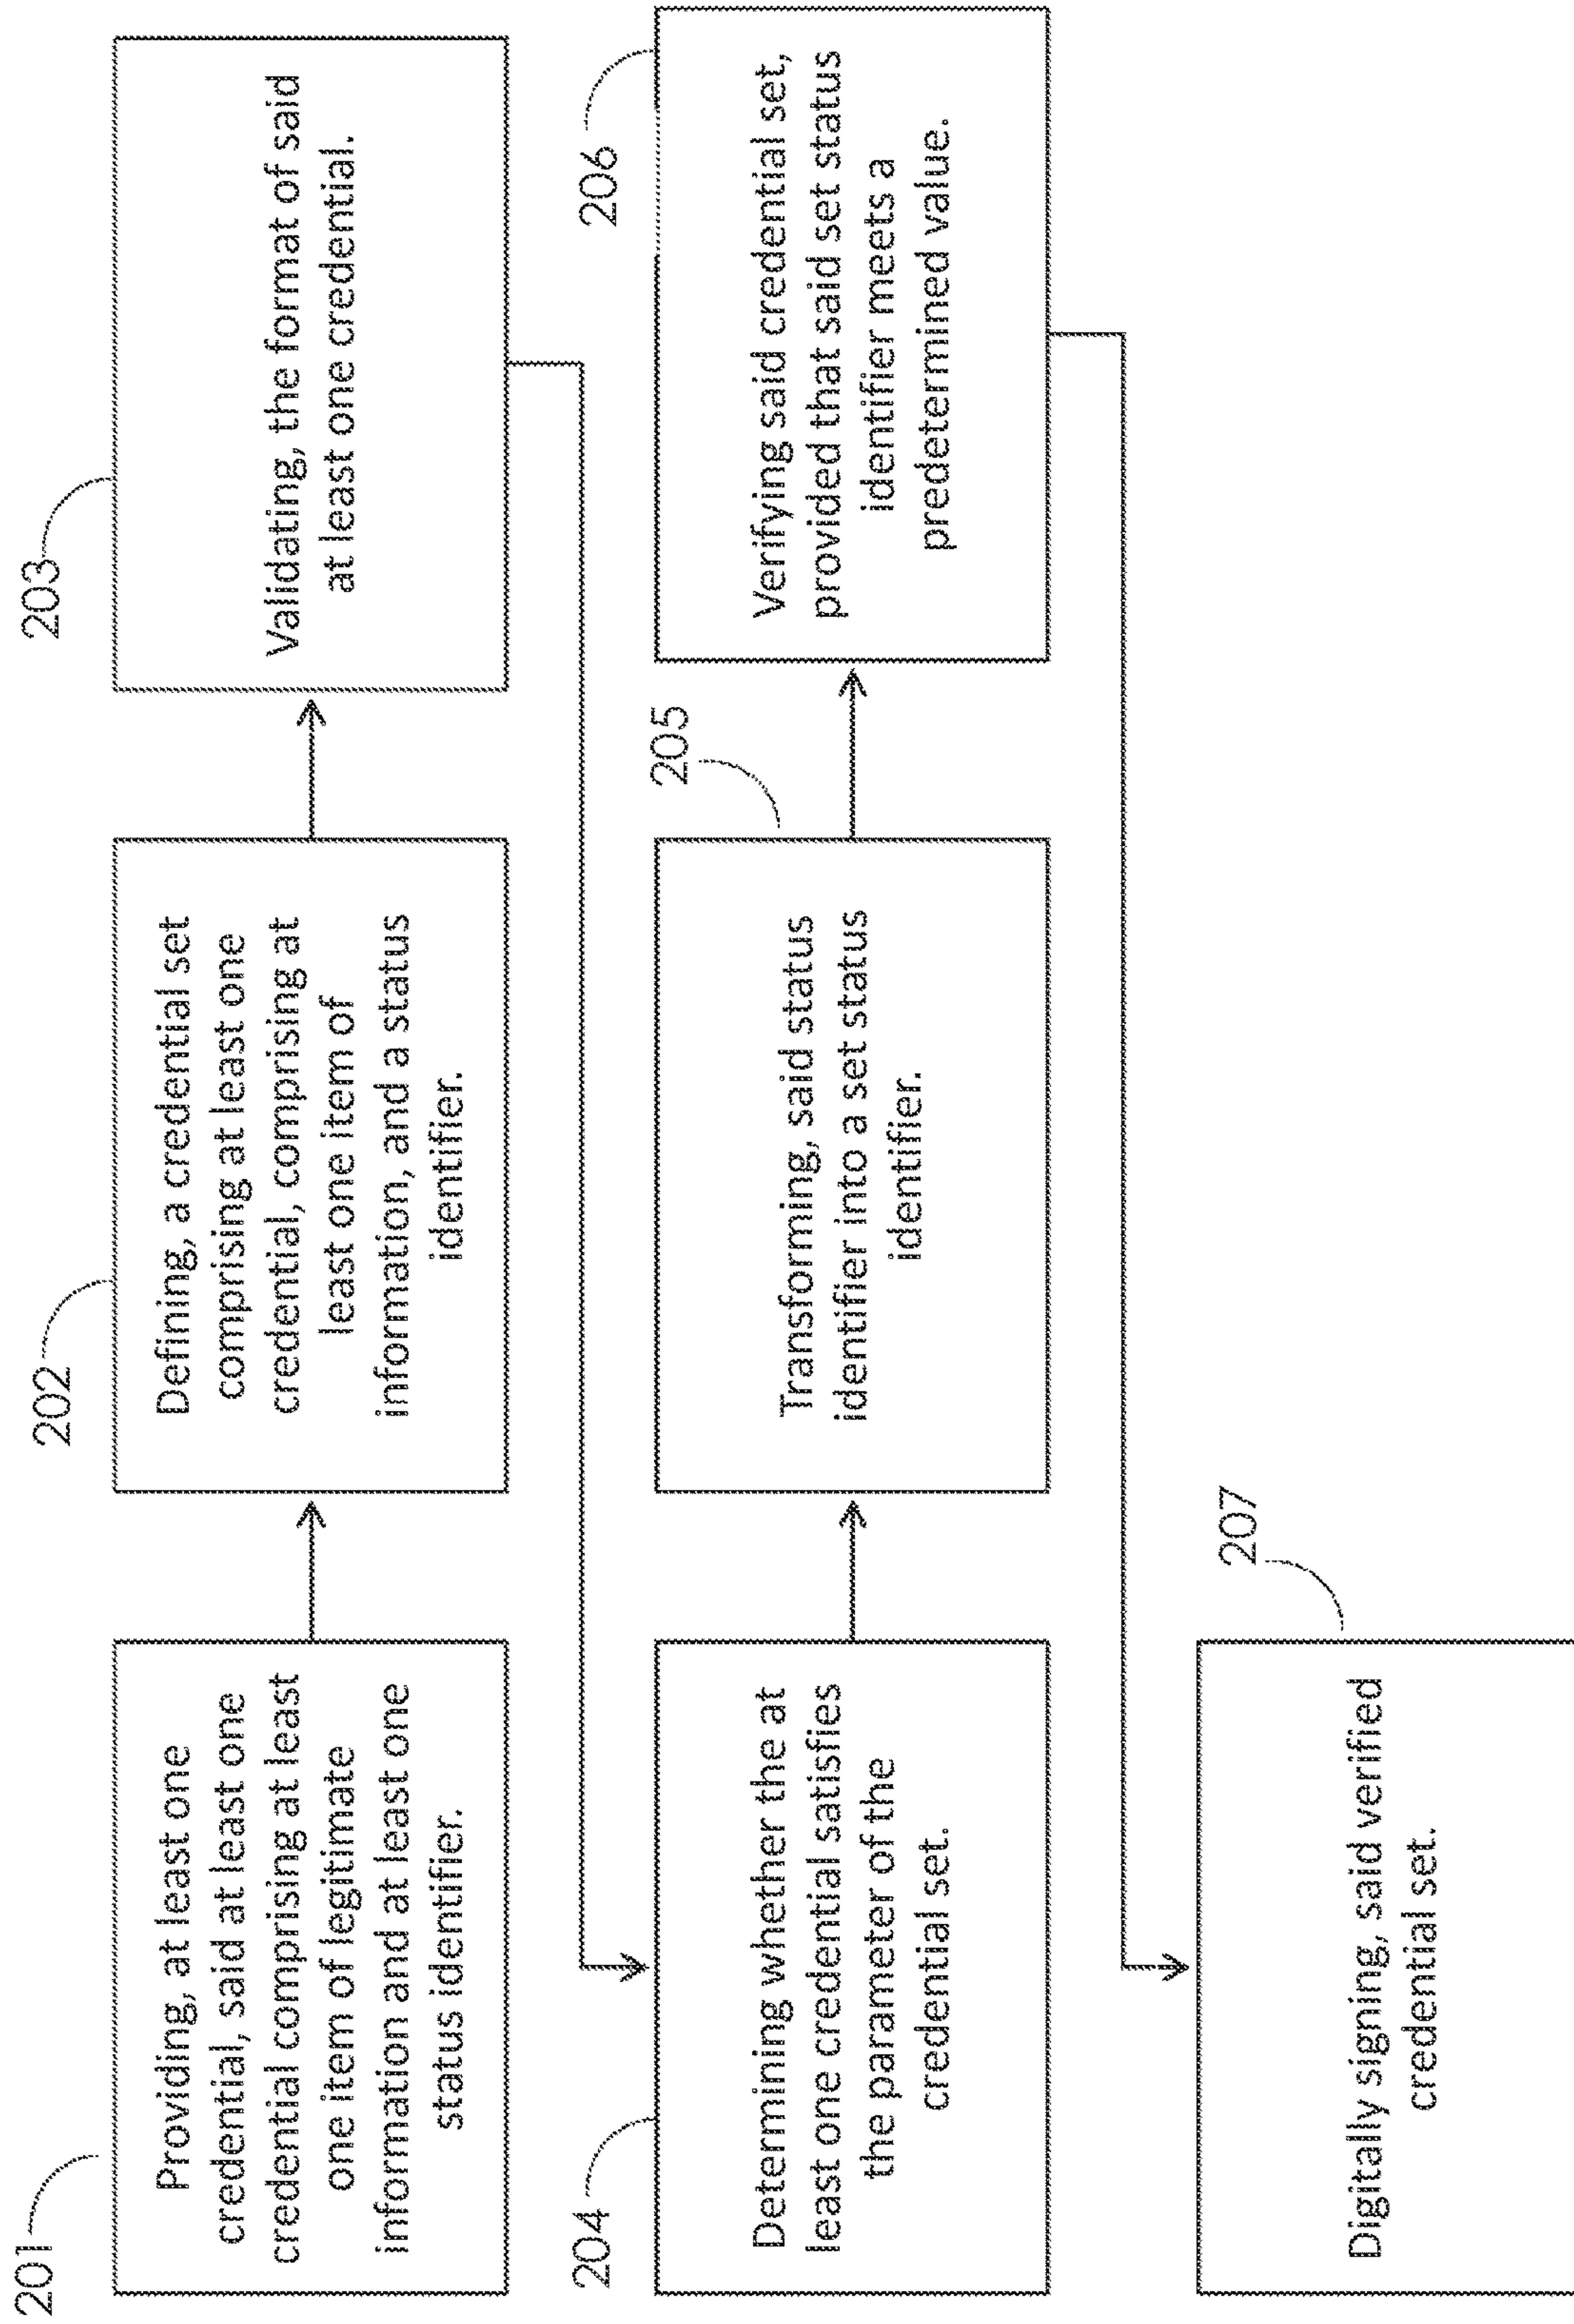 201
Providing, at least one
credential, said at least one
credential comprising at least
one item of legitimate
information and at least one
status identifier.
202
Defining, a credential set
comprising at least one
credential, comprising at
least one item of
information, and a status
identifier.
203
Validating, the format of said
at least one credential.
204
Determining whether the at
least one credential satisfies
the parameter of the
credential set.
205
Transforming, said status
identifier into a set status
identifier.
206
Verifying said credential set,
provided that said set status
identifier meets a
predetermined value.
207
Digitally signing, said verified
credential set.